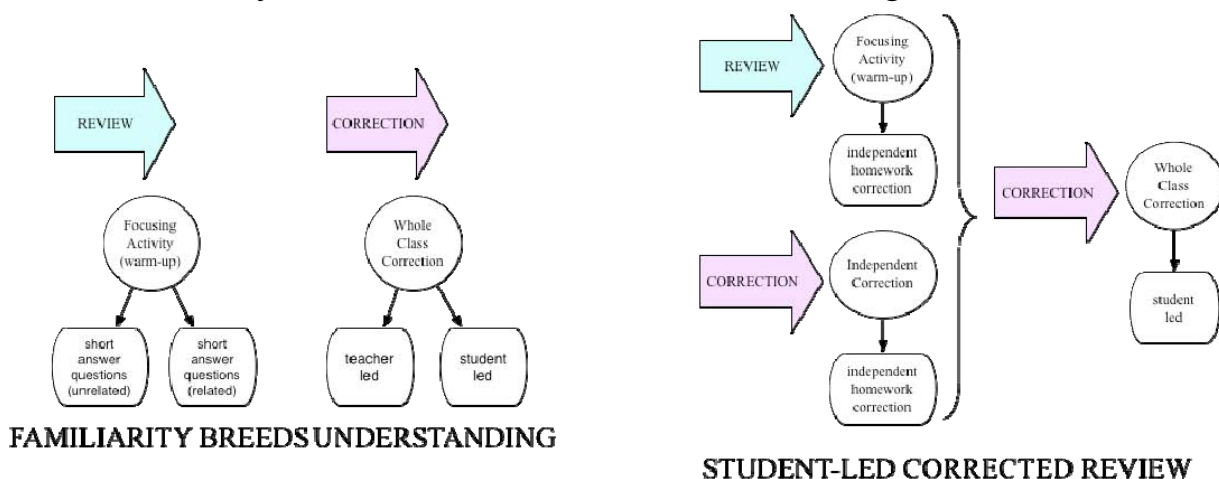 REVIEW
CORRECTION
Focusing
Activity
(warm-up)
Whole
Class
Correction
short
answer
questions
(unrelated)
short
answer
questions
(related)
teacher
led
student
led
FAMILIARITY BREEDS UNDERSTANDING
REVIEW
Focusing
Activity
(warm-up)
independent
homework
correction
CORRECTION
Independent
Correction
independent
homework
correction
CORRECTION
Whole
Class
Correction
student
led
STUDENT-LED CORRECTED REVIEW